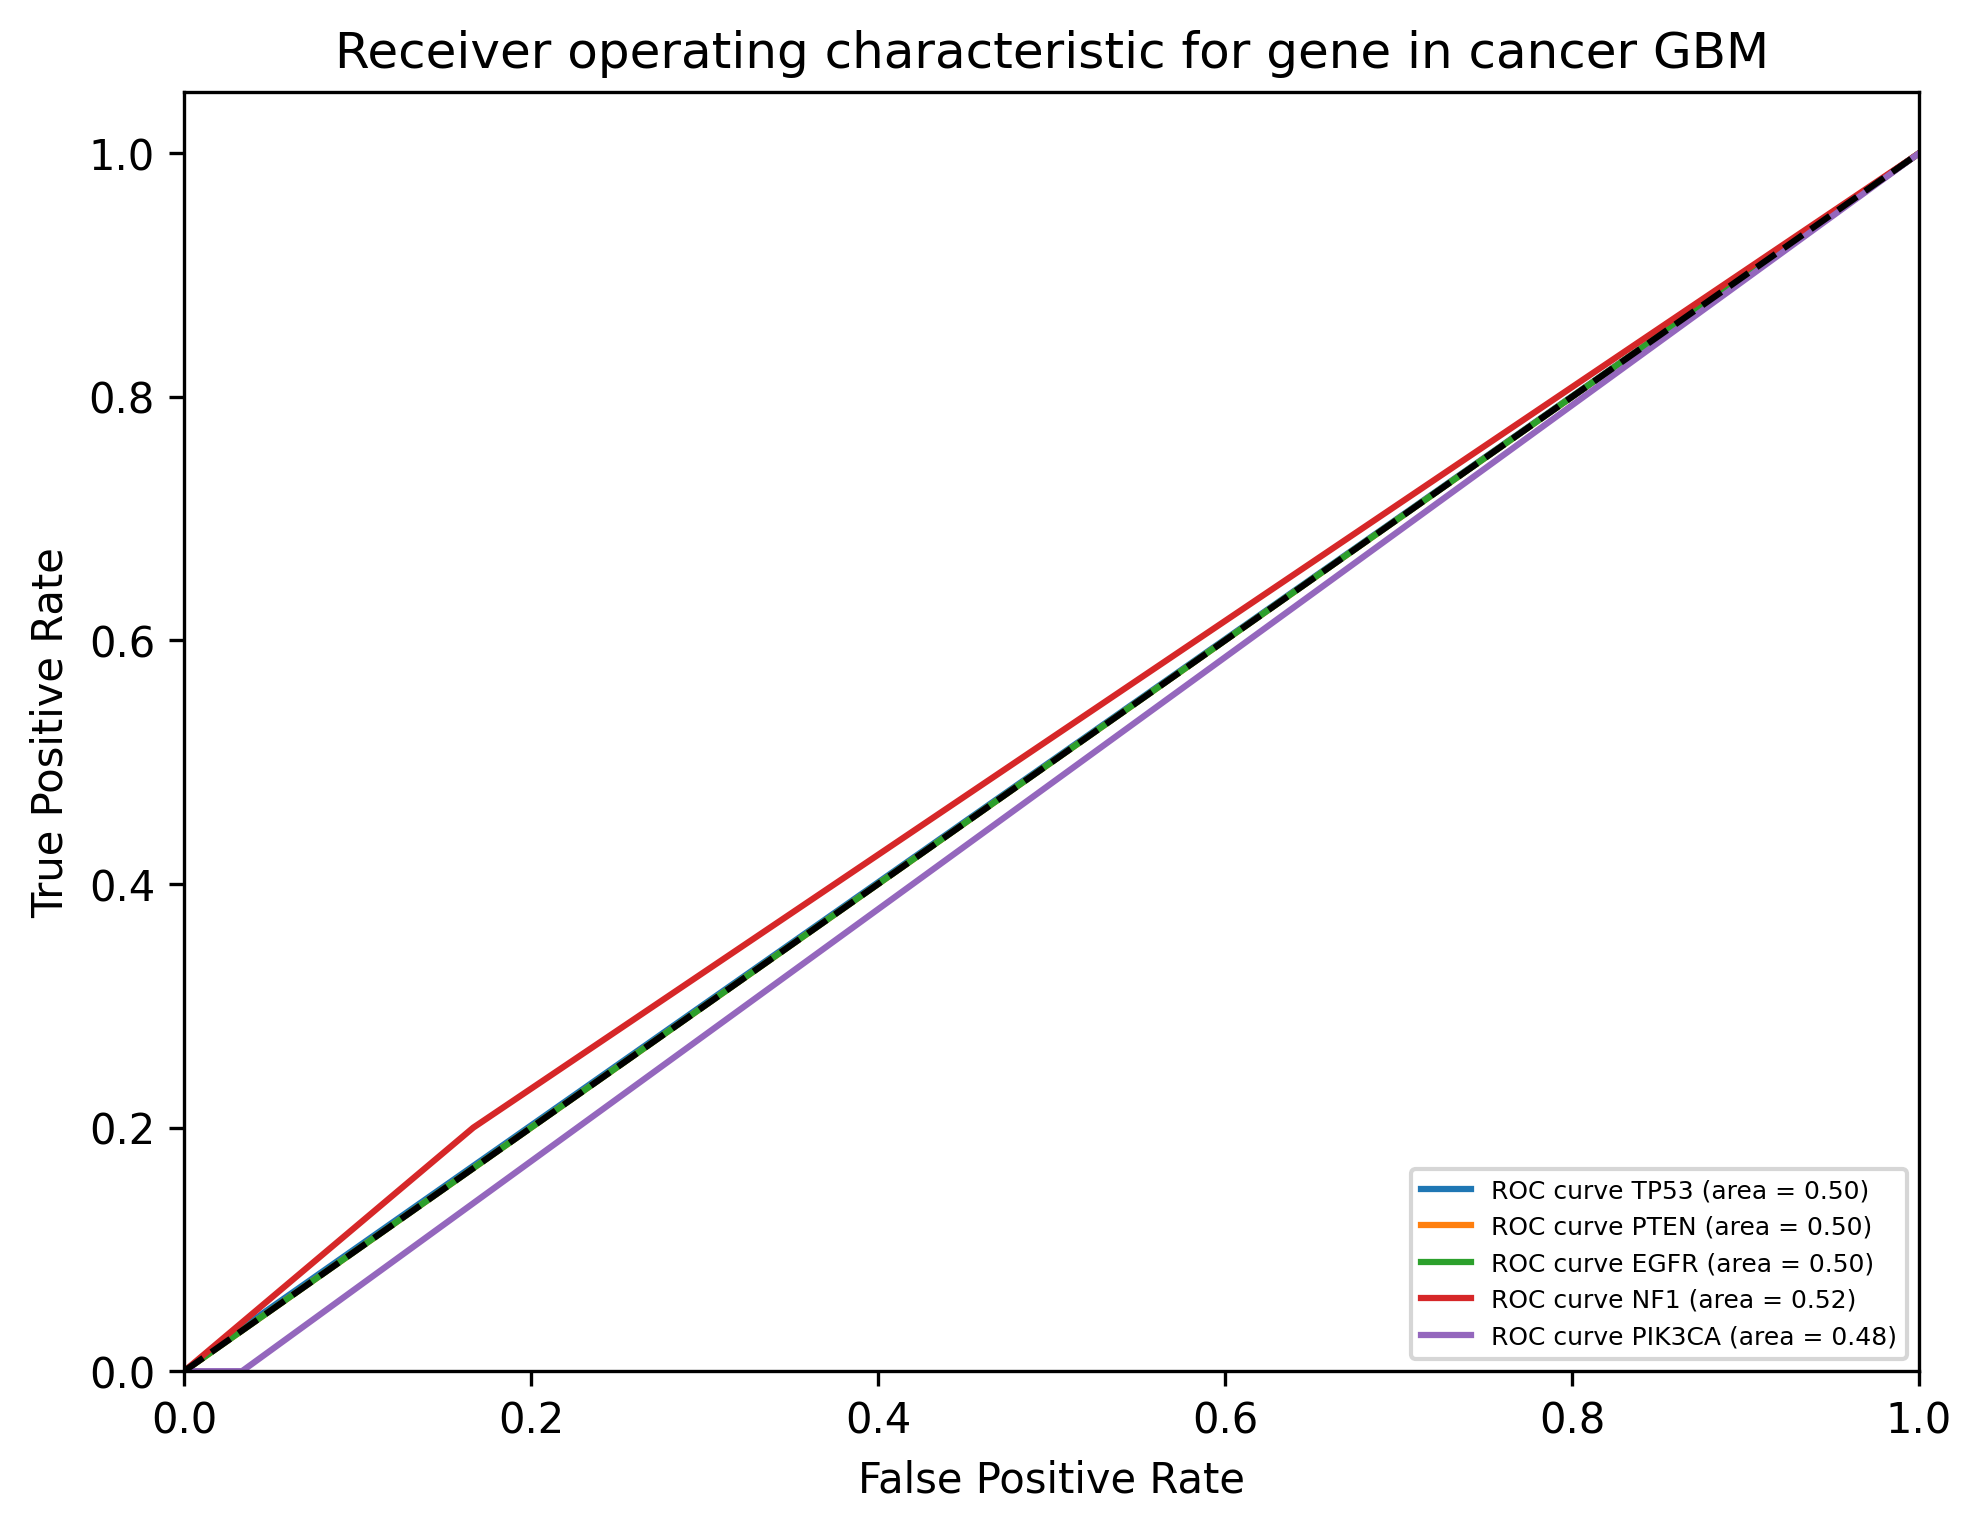 Receiver operating characteristic for gene in cancer GBM
True Positive Rate
1.0
0.8
0.6
0.4
0.2
0.0
0.0 0.2 0.4 0.6 0.8 1.0
False Positive Rate
ROC curve TP53 (area = 0.50)
ROC curve PTEN (area = 0.50)
ROC curve EGFR (area = 0.50)
ROC curve NF1 (area = 0.52)
ROC curve PIK3CA (area = 0.48)